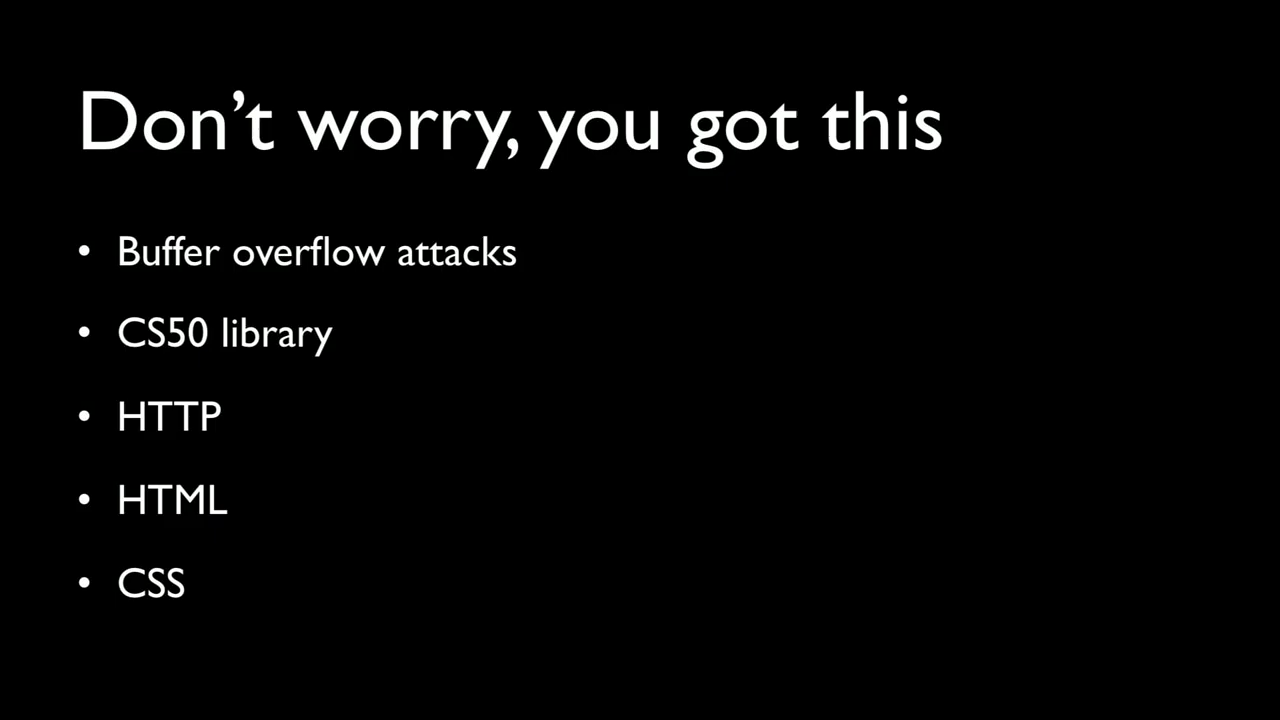 Don’t worry, you got this
• Buffer overflow attacks
• CS50 library
• HTTP
• HTML
• CSS